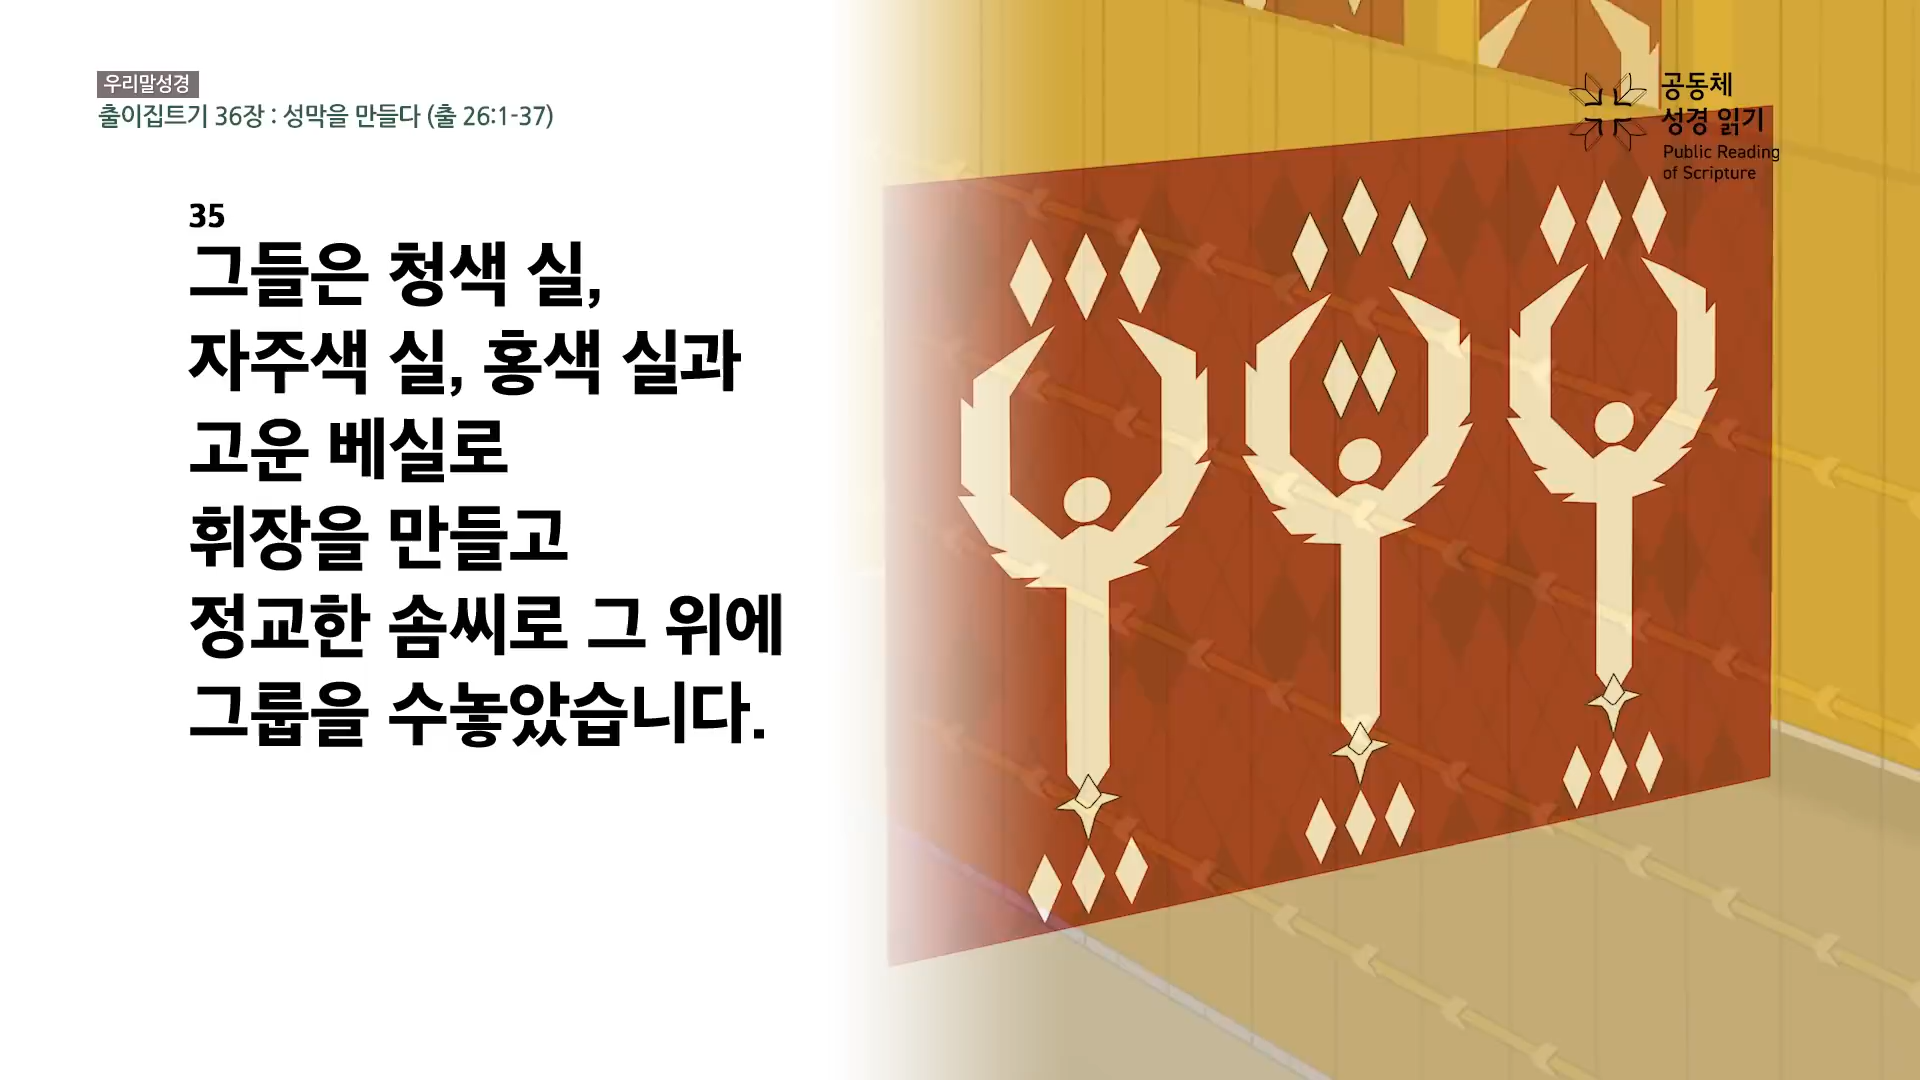 우리말성경
출이집트기 36장 : 성막을 만들다 (출 26:1-37)
35
그들은 청색 실,
자주색 실, 홍색 실과
고운 베실로
휘장을 만들고
정교한 솜씨로 그 위에
그룹을 수놓았습니다.
공동체
성경 읽기
Public Reading
of Scripture